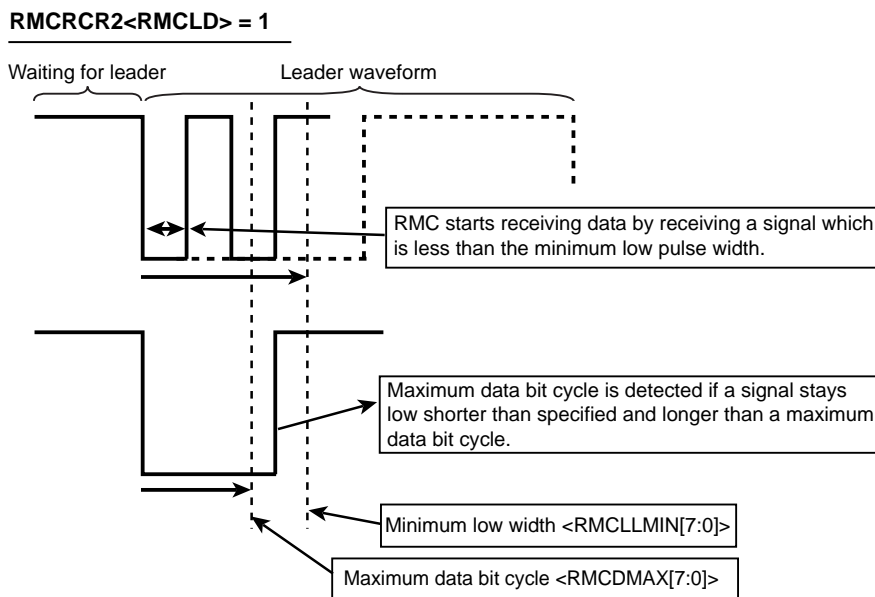 RMCRCR2<RMCLD> = 1
Waiting for leader
Leader waveform
RMC starts receiving data by receiving a signal which
is less than the minimum low pulse width.
Maximum data bit cycle is detected if a signal stays
low shorter than specified and longer than a maximum
data bit cycle.
Minimum low width <RMCLLMIN[7:0]>
Maximum data bit cycle <RMCDMAX[7:0]>